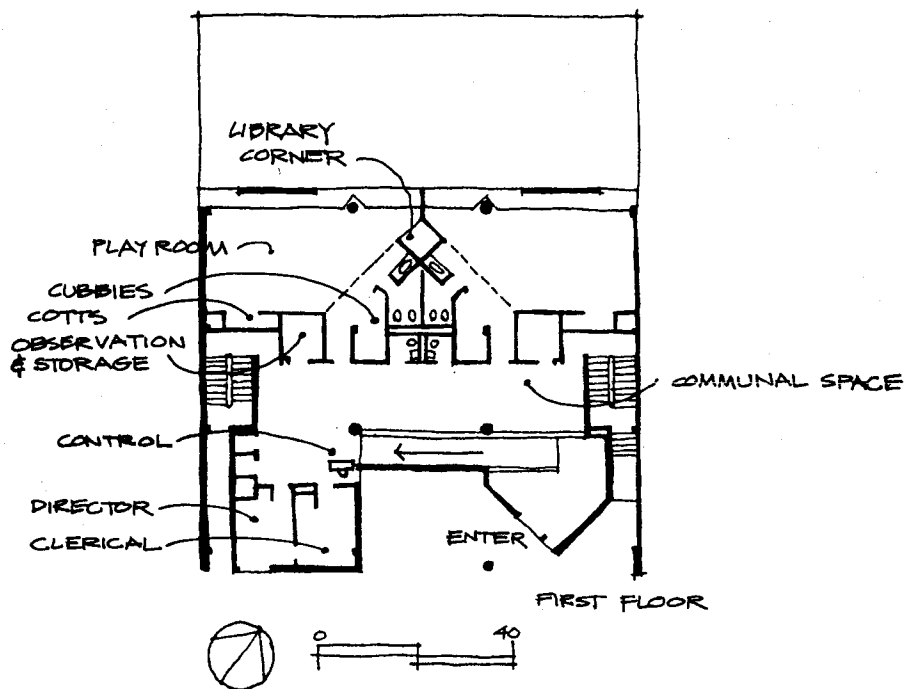 LIBRARY
CORNER
PLAY ROOM
CUBBIES
COTTS
OBSERVATION
& STORAGE
COMMUNAL SPACE
CONTROL
DIRECTOR
CLERICAL
ENTER
FIRST FLOOR
0 40